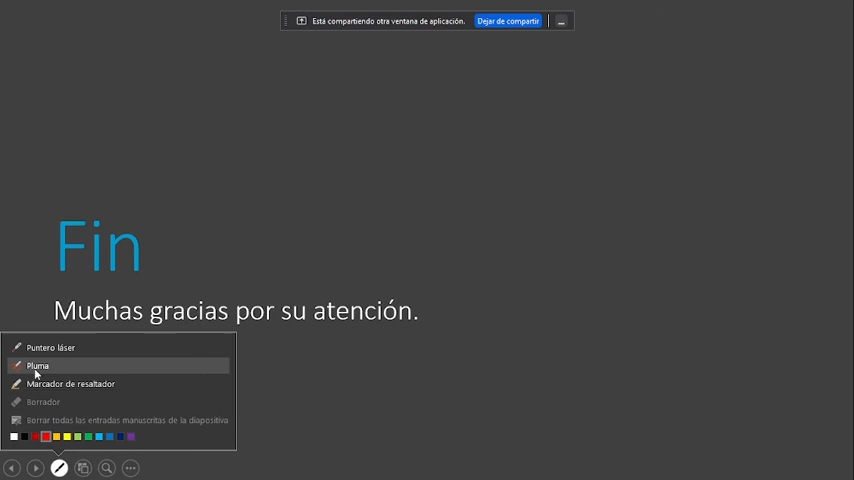 Está compartiendo otra ventana de aplicación. Dejar de compartir
Fin
Muchas gracias por su atención.
Puntero láser
Pluma
Marcador de resaltador
Borrador
Borrar todas las entradas manuscritas de la diapositiva